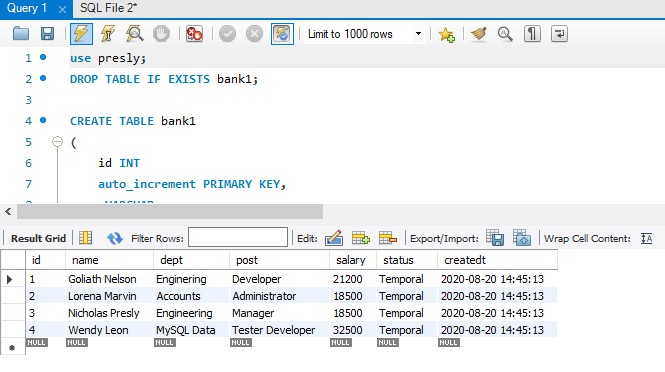 Query 1 SQL File 2*
Limit to 1000 rows
1 use presly;
2 DROP TABLE IF EXISTS bank1;
3
4 CREATE TABLE bank1
5 (
6 id INT
7 auto_increment PRIMARY KEY,
Result Grid Filter Rows: Edit: Export/Import: Wrap Cell Content:
id name dept post salary status createdt
1 Goliath Nelson Enginering Developer 21200 Temporal 2020-08-20 14:45:13
2 Lorena Marvin Accounts Administrator 18500 Temporal 2020-08-20 14:45:13
3 Nicholas Presly Engineering Manager 18500 Temporal 2020-08-20 14:45:13
4 Wendy Leon MySQL Data Tester Developer 32500 Temporal 2020-08-20 14:45:13
NULL NULL NULL NULL NULL NULL NULL